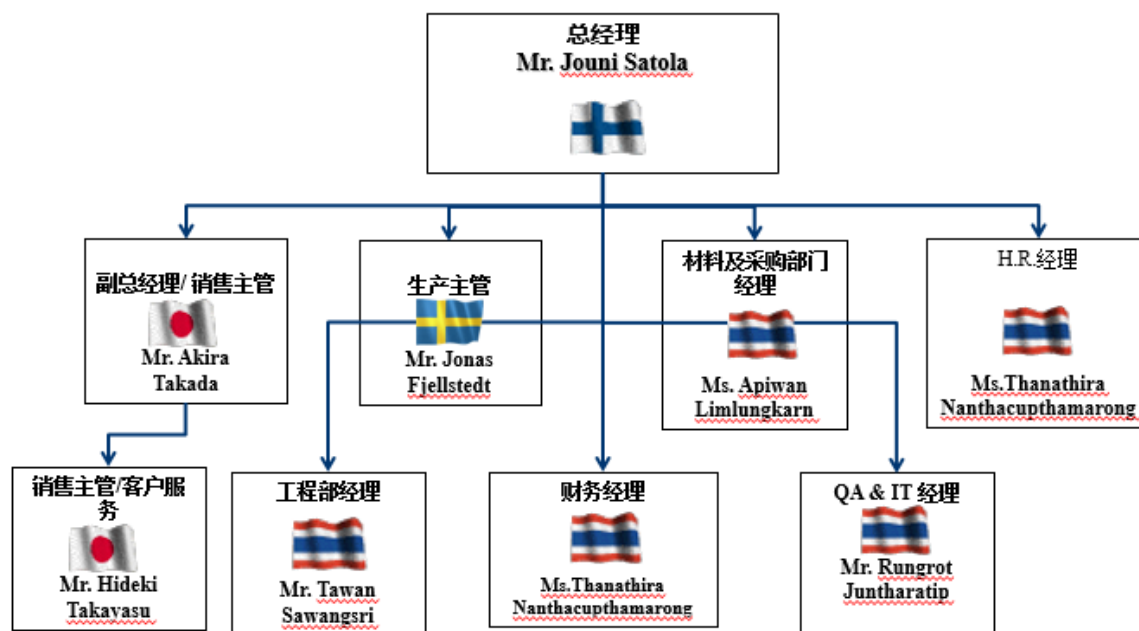 总经理
Mr. Jouni Satola
副总经理/ 销售主管
Mr. Akira
Takada
生产主管
Mr. Jonas
Fjellstedt
材料及采购部门
经理
Ms. Apiwan
Limlungkarn
H.R.经理
Ms.Thanathira
Nanthacupthamarong
销售主管/客户服
务
Mr. Hideki
Takayasu
工程部经理
Mr. Tawan
Sawangsri
财务经理
Ms.Thanathira
Nanthacupthamarong
QA & IT 经理
Mr. Rungrot
Juntharatip